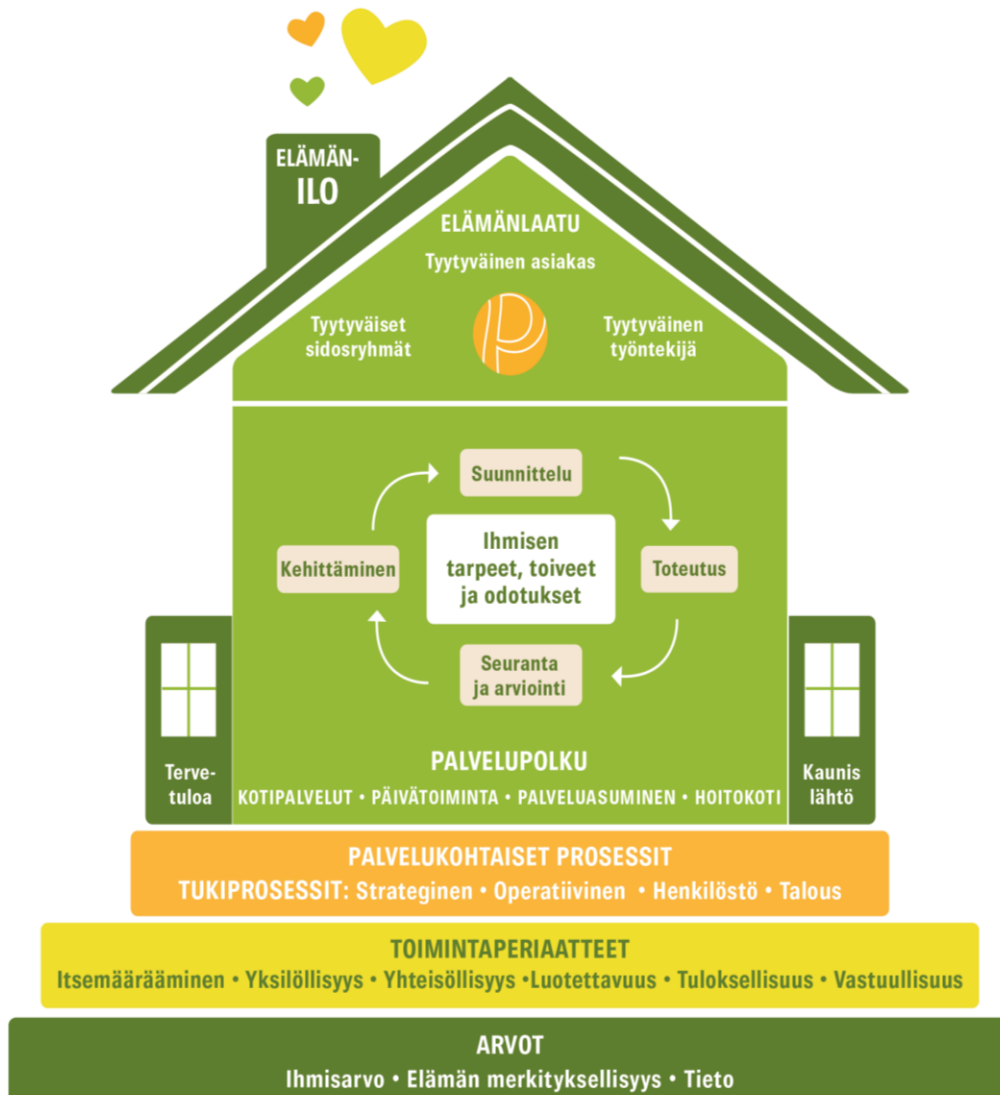 ELÄMÄN-
ILO
ELÄMÄNLAATU
Tyytyväinen asiakas
Tyytyväiset
sidosryhmät
P
Tyytyväinen
työntekijä
Suunnittelu
Kehittäminen
Ihmisen
tarpeet, toiveet
ja odotukset
Toteutus
Seuranta
ja arviointi
Terve-
tuloa
PALVELUPOLKU
KOTIPALVELUT • PÄIVÄTOIMINTA • PALVELUASUMINEN • HOITOKOTI
Kaunis
lähtö
PALVELUKOHTAISET PROSESSIT
TUKIPROSESSIT: Strateginen • Operatiivinen • Henkilöstö • Talous
TOIMINTAPERIAATTEET
Itsemäärääminen • Yksilöllisyys • Yhteisöllisyys •Luotettavuus • Tuloksellisuus • Vastuullisuus
ARVOT
Ihmisarvo • Elämän merkityksellisyys • Tieto